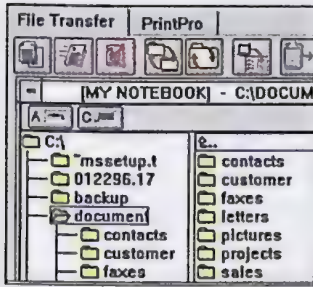 File Transfer PrintPro
[MY NOTEBOOK] - C:\DOCUM
A: C:
C:\
~mssetup.t
012296.17
backup
document
contacts
customer
faxes
..
contacts
customer
faxes
letters
pictures
projects
sales